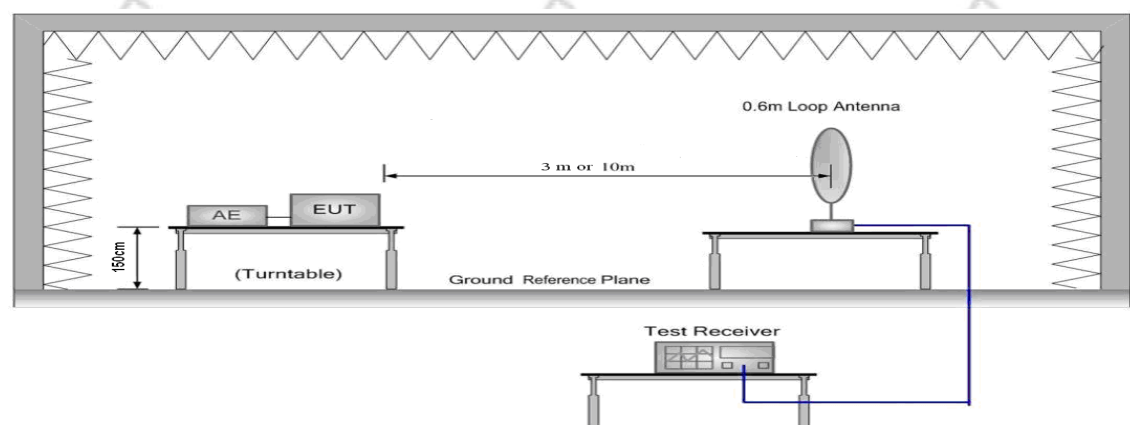 0.6m Loop Antenna
3 m or 10m
AE
EUT
150cm
(Turntable)
Ground Reference Plane
Test Receiver